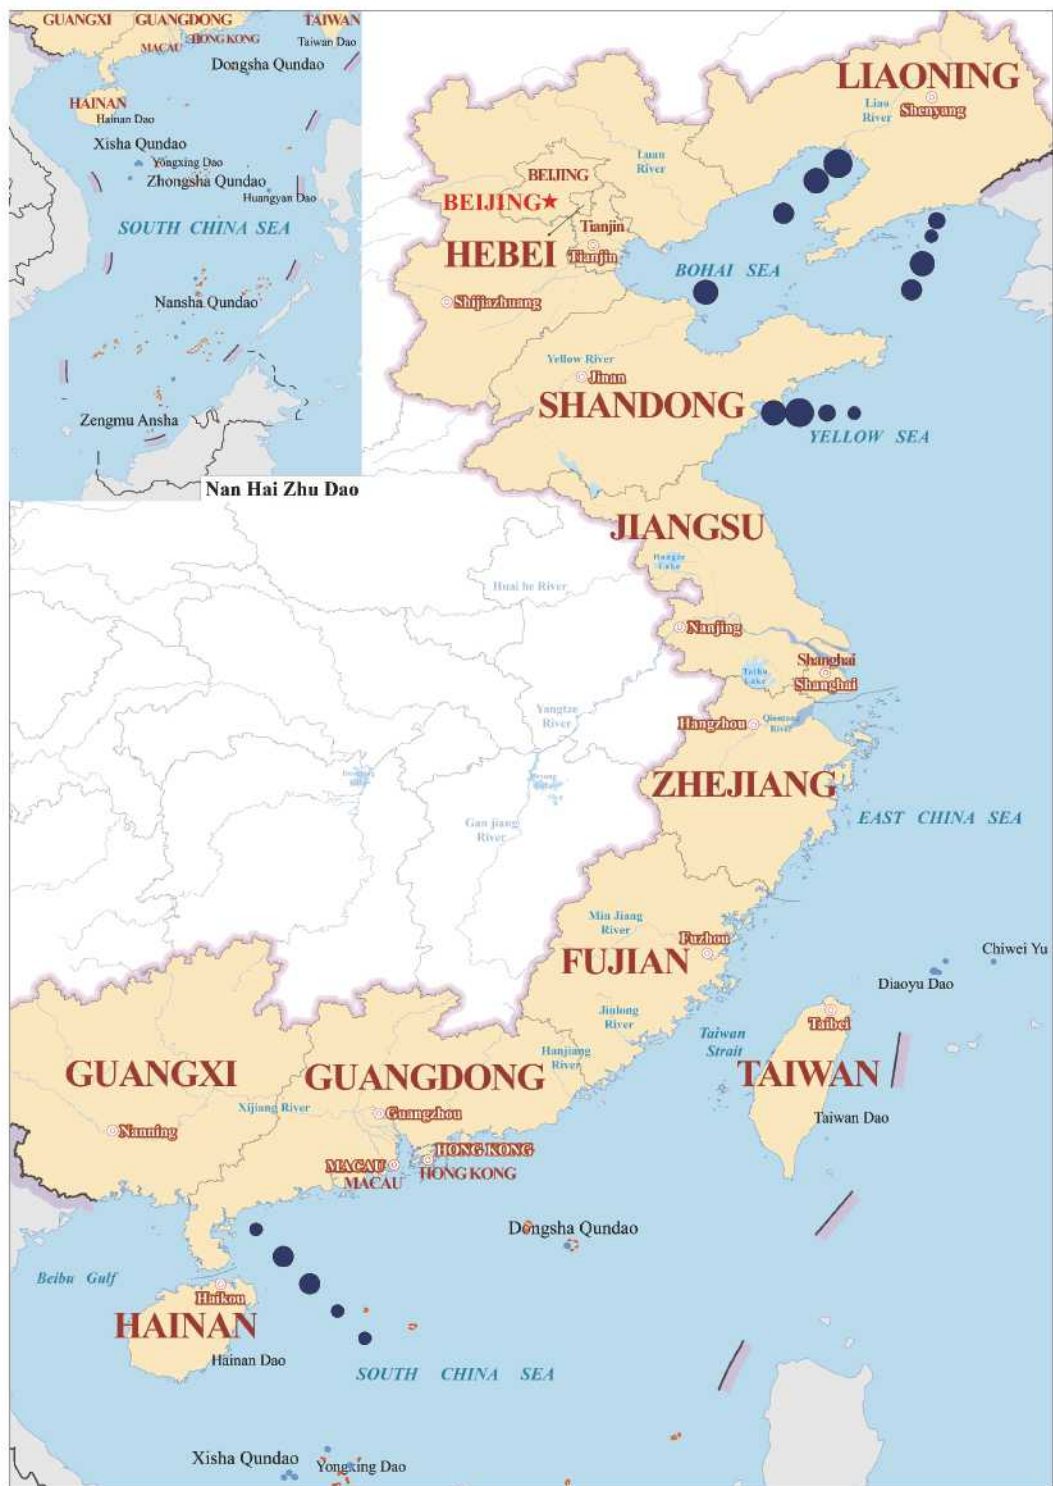 GUANGXI
GUANGDONG
TAIWAN
MACAU
HONG KONG
Taiwan Dao
Dongsha Qundao
HAINAN
Hainan Dao
Xisha Qundao
Yongxing Dao
Zhongsha Qundao
Huangyan Dao
SOUTH CHINA SEA
Nansha Qundao
Zengmu Ansha
Nan Hai Zhu Dao
LIAONING
Liao
River
Shenyang
Luan
River
BEIJING
BEIJING
Tianjin
HEBEI
Tianjin
BOHAI SEA
Shijiazhuang
Yellow River
Jinan
SHANDONG
YELLOW SEA
JIANGSU
Hongze
Lake
Huai he River
Nanjing
Shanghai
Taihu
Lake
Shanghai
Yangtze
River
Hangzhou
Qiantang
River
ZHEJIANG
Gan jiang
River
EAST CHINA SEA
Min Jiang
River
Fuzhou
FUJIAN
Chiwei Yu
Diaoyu Dao
Jiulong
River
Taibei
Taiwan
Strait
Hanjiang
River
GUANGXI
GUANGDONG
TAIWAN
Xijiang River
Guangzhou
Taiwan Dao
Nanning
HONG KONG
MACAU
HONG KONG
MACAU
Dongsha Qundao
Beibu Gulf
Haikou
HAINAN
Hainan Dao
SOUTH CHINA SEA
Xisha Qundao
Yongxing Dao